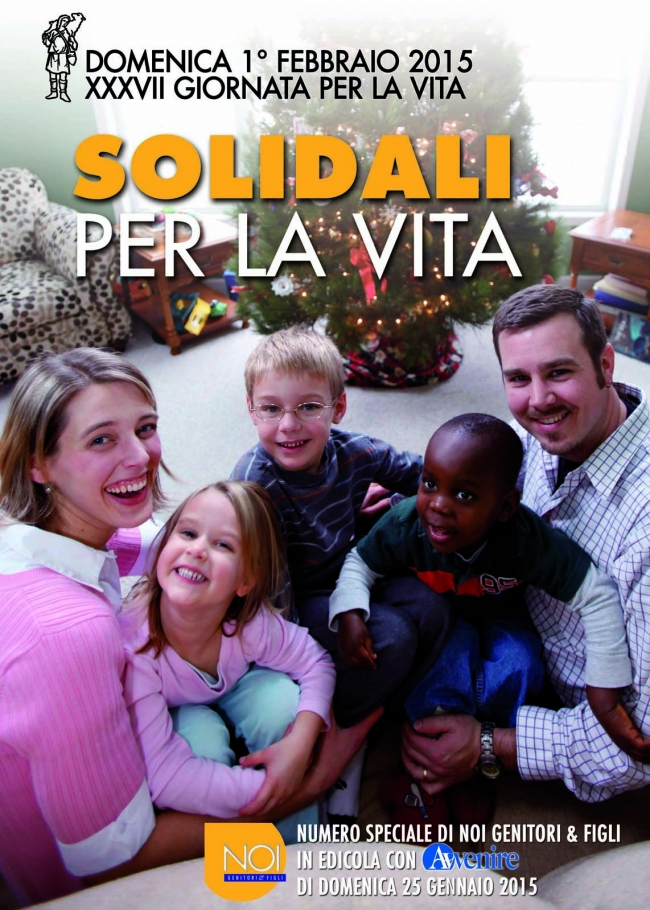 DOMENICA 1° FEBBRAIO 2015
XXXVII GIORNATA PER LA VITA
SOLIDALI
PER LA VITA
NOI
GENITORI & FIGLI
NUMERO SPECIALE DI NOI GENITORI & FIGLI
IN EDICOLA CON Avvenire
DI DOMENICA 25 GENNAIO 2015